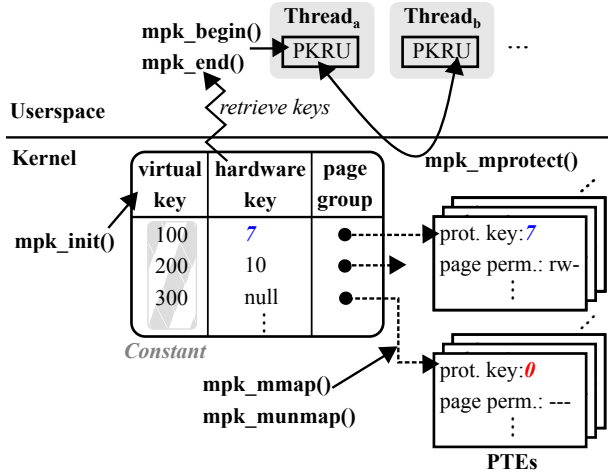 Thread_a
Thread_b
mpk_begin()
PKRU
PKRU
...
mpk_end()
retrieve keys
Userspace
Kernel
mpk_mprotect()
virtual key
hardware key
page group
mpk_init()
100
7
200
10
300
null
Constant
prot. key:7
page perm.: rw-
mpk_mmap()
mpk_munmap()
prot. key:0
page perm.: ---
PTEs